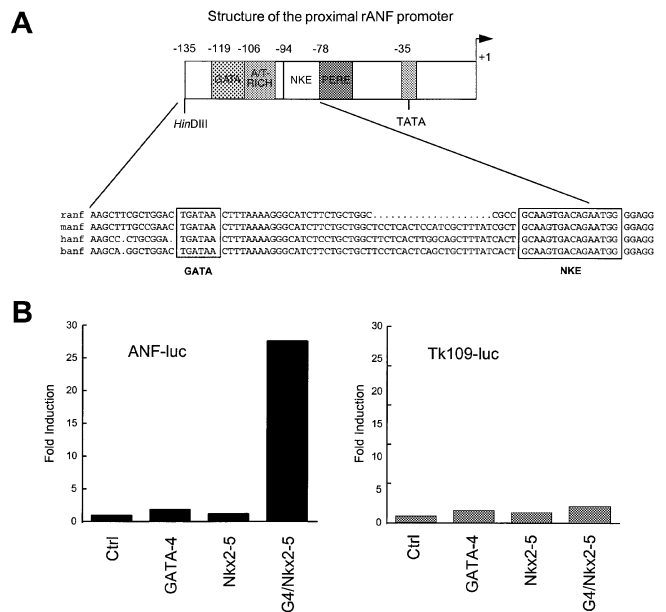 A
Structure of the proximal rANF promoter
-135 -119 -106 -94 -78 -35 +1
GATA A/T-RICH NKE PERE
HinDIII TATA
ranf AAGCTTCGCTGGAC TGATAA CTTTAAAAGGGCATCTTCTGCTGGC....................CGCC GCAAGTGACAGAATGG GGAGG
manf AAGCTTTGCCGAAC TGATAA CTTTAAAAGGGCATCTTCTGCTGGCTCCTCACTCCATCGCTTTATCGCT GCAAGTGACAGAATGG GGAGG
hanf AAGCC.CTGCGGA. TGATAA CTTTAAAAGGGCATCTTCTGCTGGCTCCTCACTTGGCAGCTTTATCACT GCAAGTGACAGAATGG GGAGG
banf AAGCA.GGCTGGAC TGATAA CTTTAAAAGGGCATCTTCTGCTGCTTCCTCACTCAGCTGCTTTATCACT GCAAGTGACAGAATGG GGAGG
GATA NKE
B
ANF-luc
Fold Induction
30
25
20
15
10
5
0
Ctrl GATA-4 Nkx2-5 G4/Nkx2-5
Tk109-luc
Fold Induction
30
25
20
15
10
5
0
Ctrl GATA-4 Nkx2-5 G4/Nkx2-5